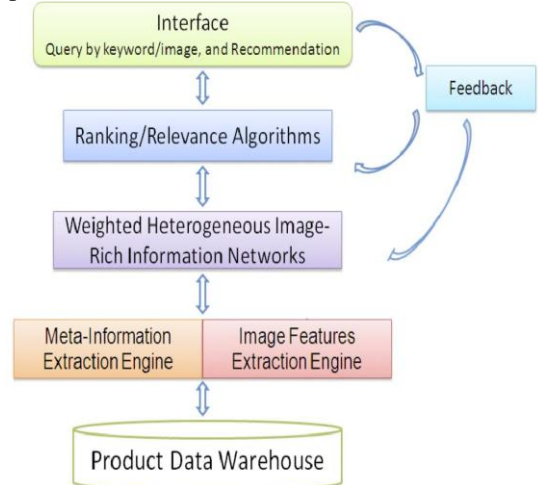 Interface
Query by keyword/image, and Recommendation
Feedback
Ranking/Relevance Algorithms
Weighted Heterogeneous Image-
Rich Information Networks
Meta-Information
Extraction Engine
Image Features
Extraction Engine
Product Data Warehouse